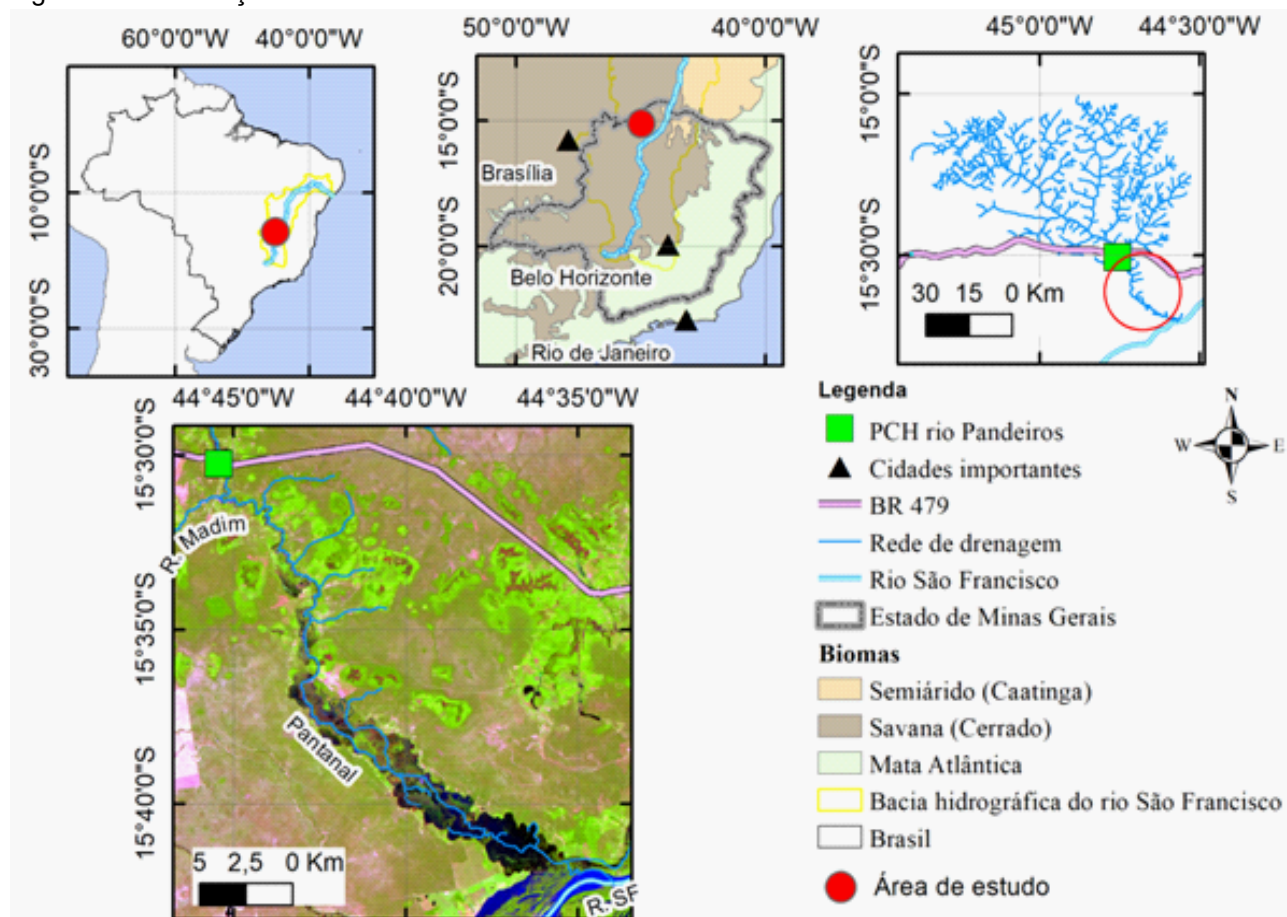 60°0'0"W 40°0'0"W
10°0'0"S
30°0'0"S
50°0'0"W 40°0'0"W
15°0'0"S
20°0'0"S
Brasília
Belo Horizonte
Rio de Janeiro
45°0'0"W 44°30'0"W
15°0'0"S
15°30'0"S
30 15 0 Km
44°45'0"W 44°40'0"W 44°35'0"W
15°30'0"S
15°35'0"S
15°40'0"S
R. Madim
Pantanal
R. SF
5 2,5 0 Km
Legenda
PCH rio Pandeiros
Cidades importantes
BR 479
Rede de drenagem
Rio São Francisco
Estado de Minas Gerais
Biomas
Semiárido (Caatinga)
Savana (Cerrado)
Mata Atlântica
Bacia hidrográfica do rio São Francisco
Brasil
Área de estudo
N
W E
S